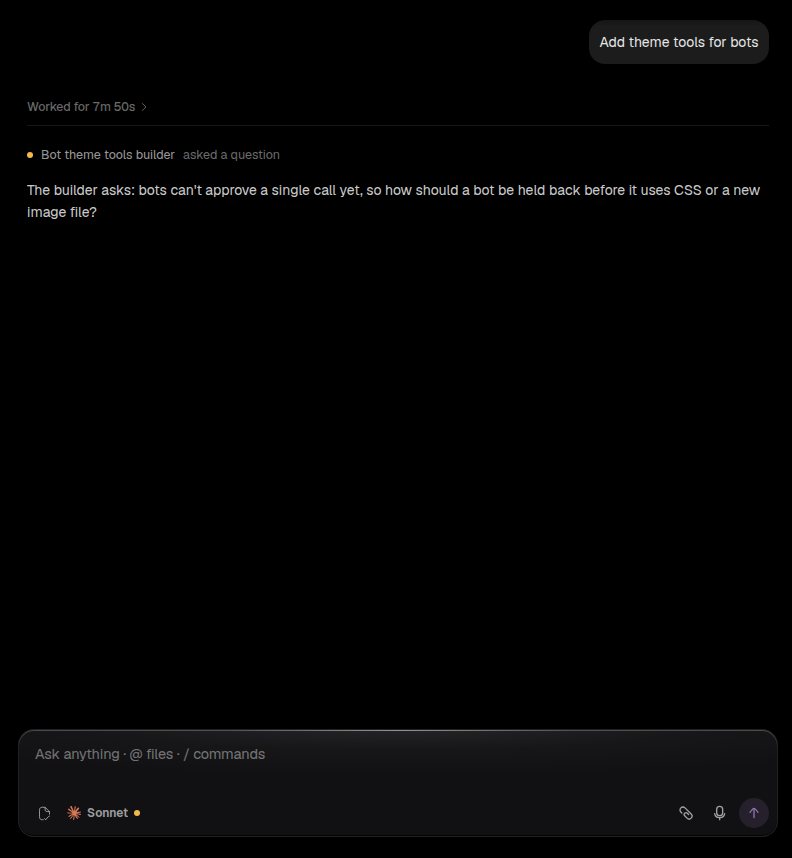 Add theme tools for bots
Worked for 7m 50s
Bot theme tools builder asked a question
The builder asks: bots can't approve a single call yet, so how should a bot be held back before it uses CSS or a new
image file?
Ask anything · @ files · / commands
Sonnet